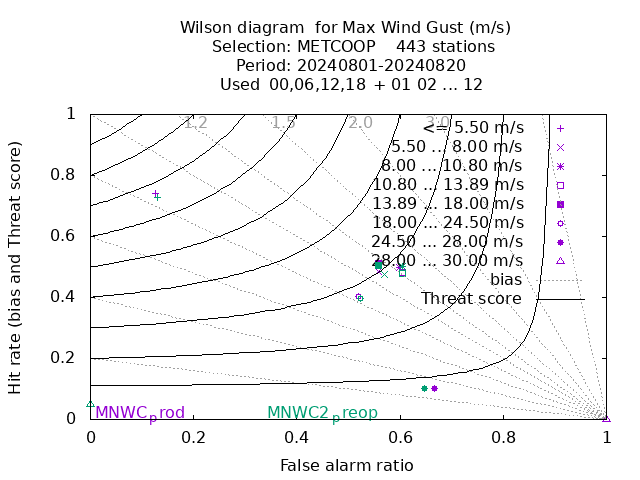 Wilson diagram  for Max Wind Gust (m/s)
Selection: METCOOP    443 stations
Period: 20240801-20240820
Used  00,06,12,18  + 01 02 ... 12
Hit rate (bias and Threat score)
1
0.8
0.6
0.4
0.2
0
1.2
1.5
2.0
3.0
<= 5.50 m/s
5.50 ... 8.00 m/s
8.00 ... 10.80 m/s
10.80 ... 13.89 m/s
13.89 ... 18.00 m/s
18.00 ... 24.50 m/s
24.50 ... 28.00 m/s
28.00 ... 30.00 m/s
bias
Threat score
MNWCprod MNWC2preop
0 0.2 0.4 0.6 0.8 1
False alarm ratio